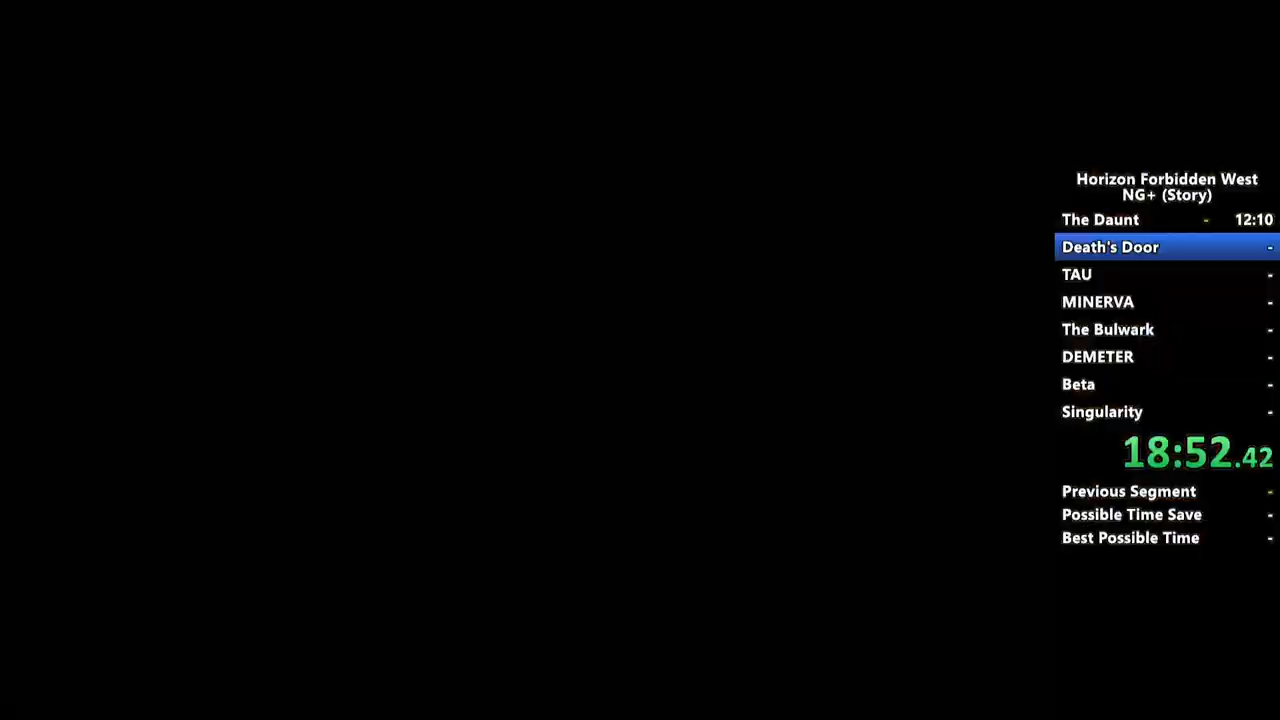 Horizon Forbidden West
NG+ (Story)
The Daunt - 12:10
Death's Door -
TAU -
MINERVA -
The Bulwark -
DEMETER -
Beta -
Singularity -
18:52.42
Previous Segment -
Possible Time Save -
Best Possible Time -